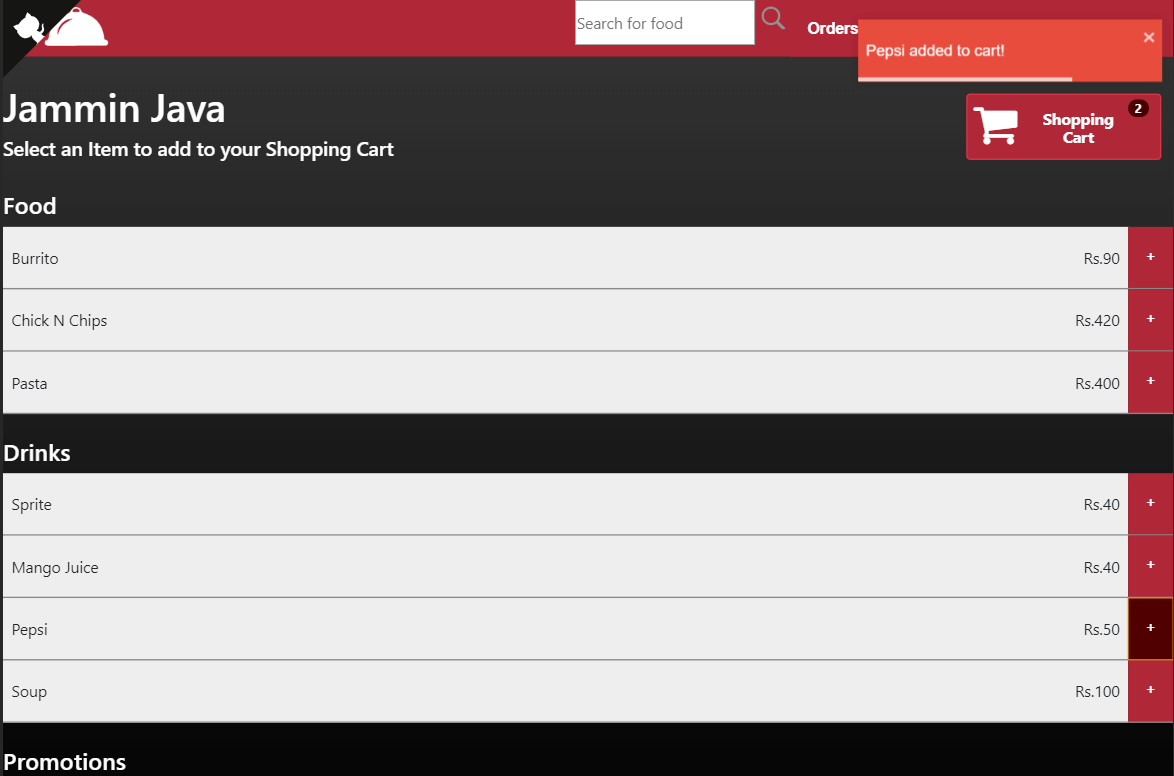 Search for food
Orders
Pepsi added to cart!
×
Jammin Java
Select an Item to add to your Shopping Cart
Shopping
Cart
2
Food
Burrito Rs.90 +
Chick N Chips Rs.420 +
Pasta Rs.400 +
Drinks
Sprite Rs.40 +
Mango Juice Rs.40 +
Pepsi Rs.50 +
Soup Rs.100 +
Promotions